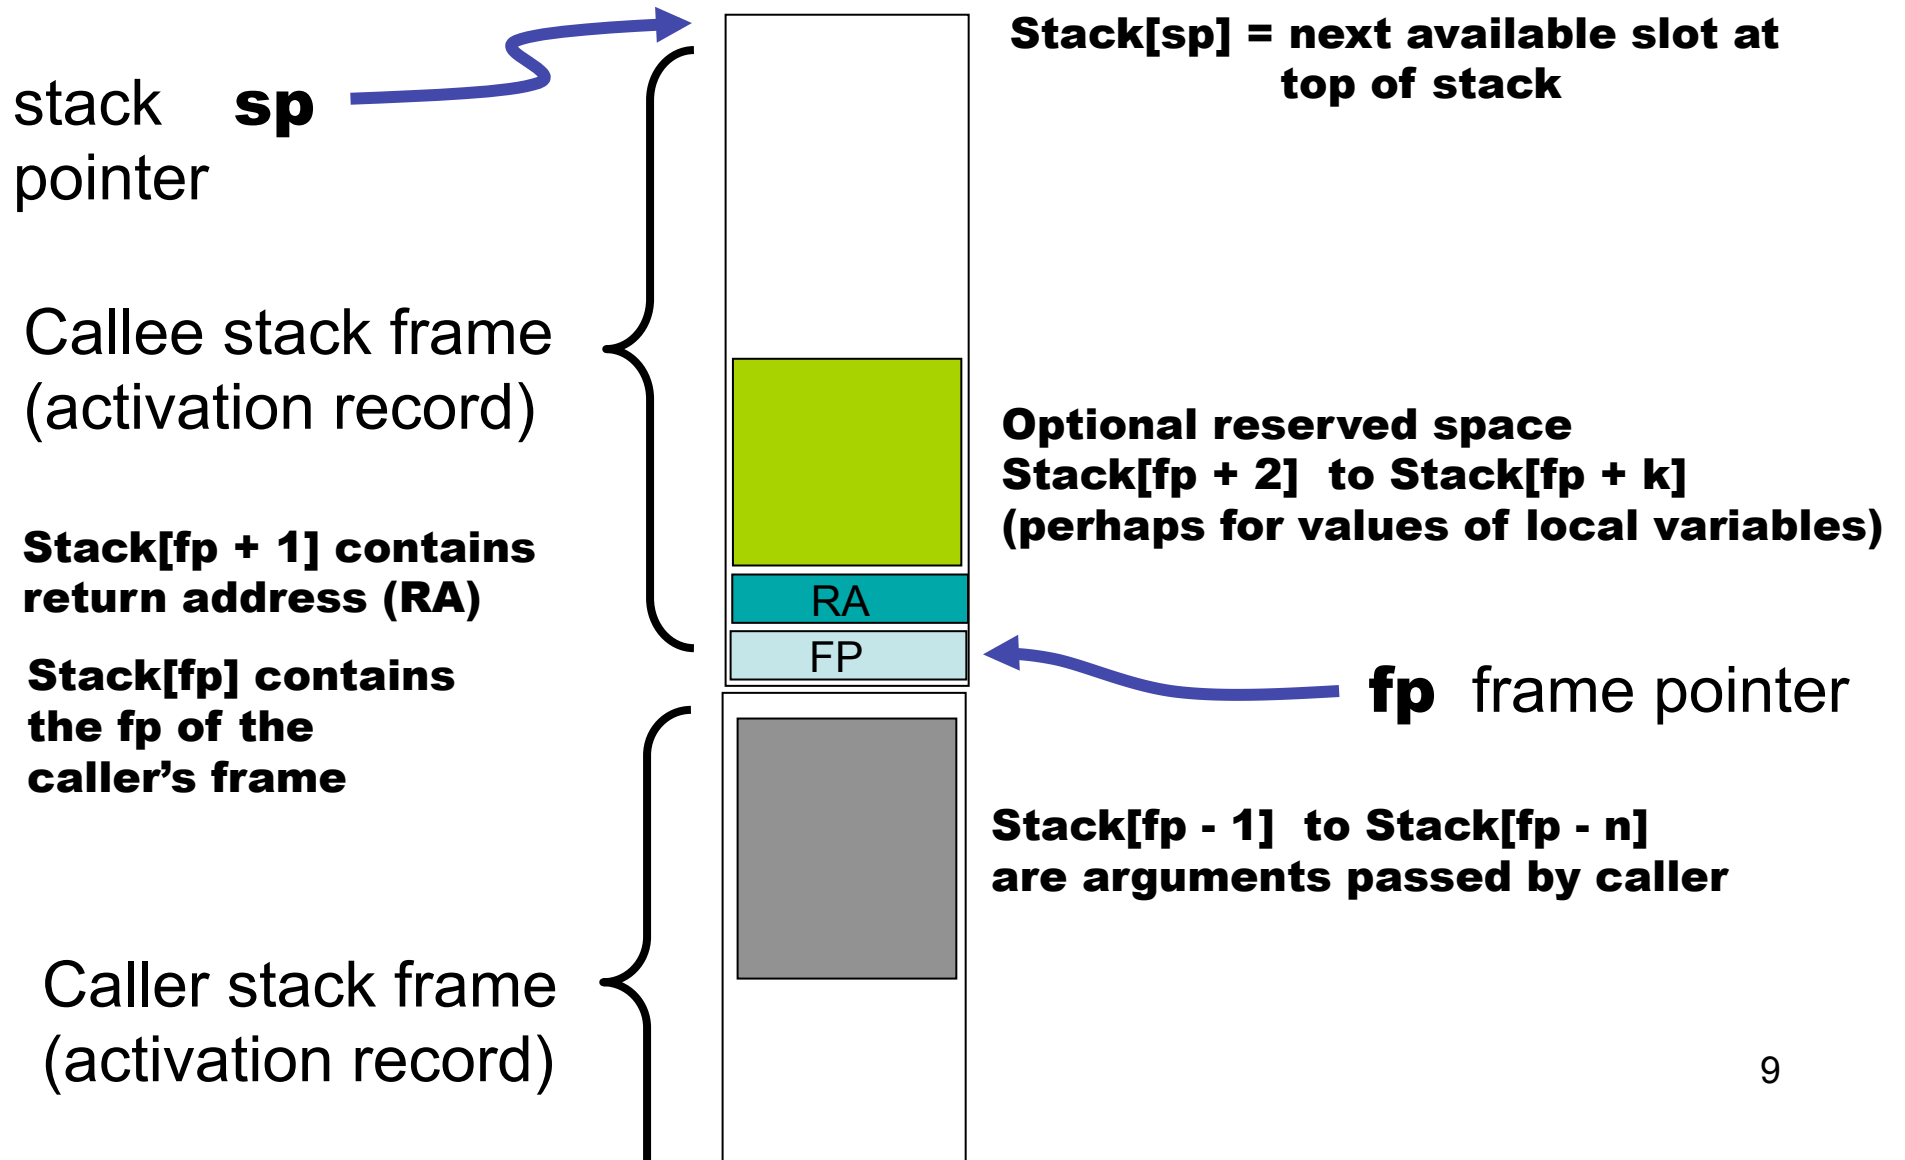 Stack[sp] = next available slot at
top of stack
stack sp
pointer
Callee stack frame
(activation record)
Optional reserved space
Stack[fp + 2] to Stack[fp + k]
(perhaps for values of local variables)
Stack[fp + 1] contains
return address (RA)
RA
FP
Stack[fp] contains
the fp of the
caller’s frame
fp frame pointer
Stack[fp - 1] to Stack[fp - n]
are arguments passed by caller
Caller stack frame
(activation record)
9